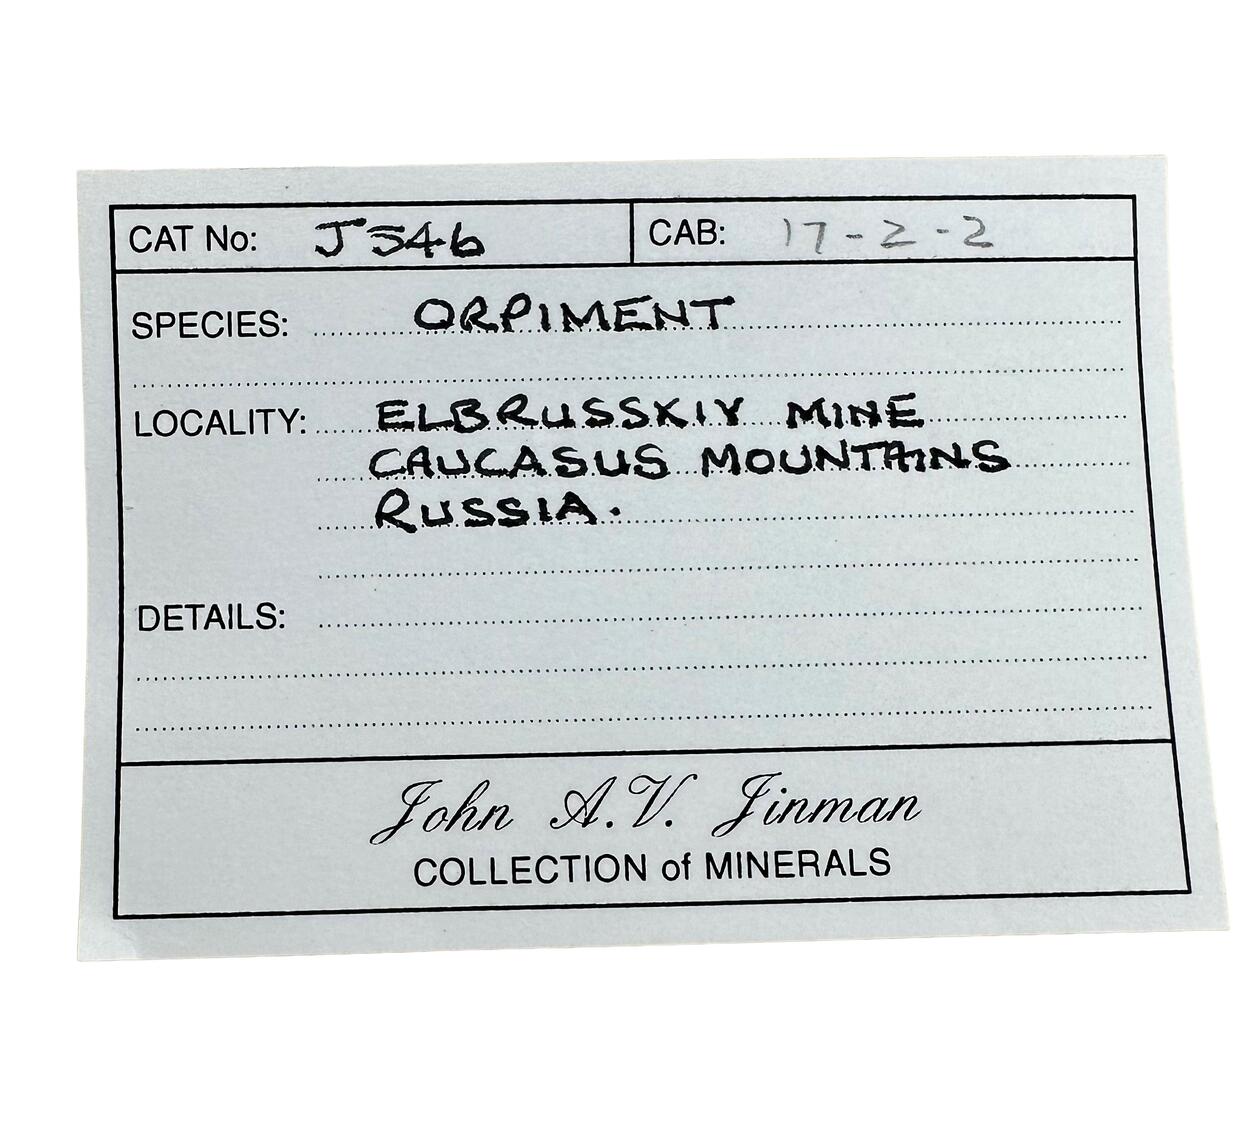 CAT No: J546
CAB: 17-2-2
SPECIES: ORPIMENT
LOCALITY: ELBRUSSKIY MINE
CAUCASUS MOUNTAINS
RUSSIA.
DETAILS:
John A.V. Jinman
COLLECTION of MINERALS